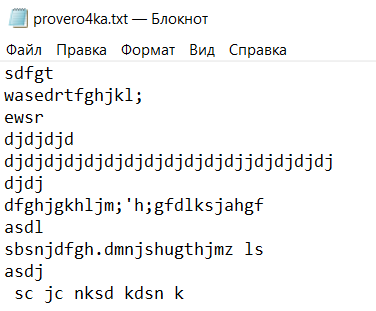 provero4ka.txt — Блокнот
Файл Правка Формат Вид Справка
sdfgt
wasedrtfghjkl;
ewsr
djdjdjd
djdjdjdjdjdjdjdjdjdjdjdjjdjdjdjdj
djdj
dfghjgkhljm;'h;gfdlksjahgf
asdl
sbsnjdfgh.dmnjshugthjmz ls
asdj
 sc jc nksd kdsn k